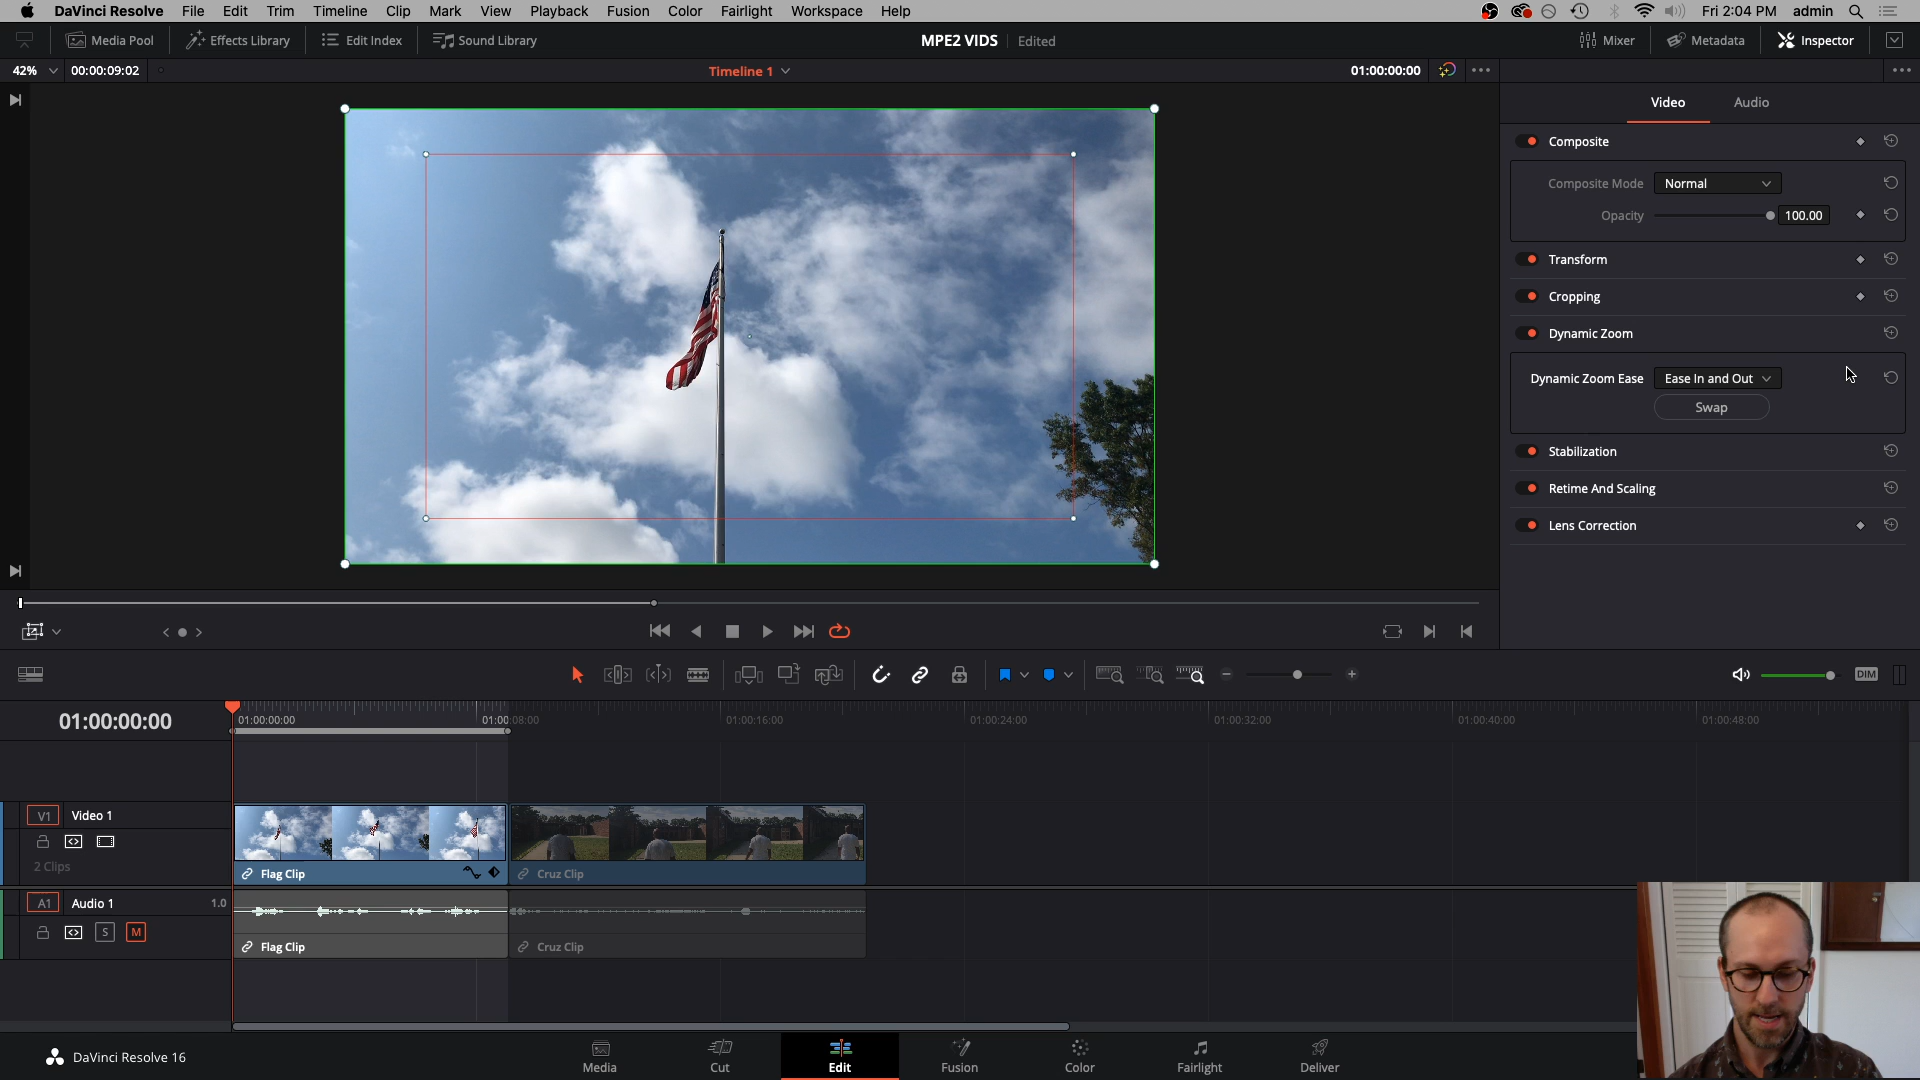 DaVinci Resolve File Edit Trim Timeline Clip Mark View Playback Fusion Color Fairlight Workspace Help Fri 2:04 PM admin
Media Pool Effects Library Edit Index Sound Library MPE2 VIDS Edited Mixer Metadata Inspector
42% 00:00:09:02 Timeline 1 01:00:00:00
Video Audio
Composite
Composite Mode Normal
Opacity 100.00
Transform
Cropping
Dynamic Zoom
Dynamic Zoom Ease Ease In and Out
Swap
Stabilization
Retime And Scaling
Lens Correction
DIM
01:00:00:00 01:00:00:00 01:00:08:00 01:00:16:00 01:00:24:00 01:00:32:00 01:00:40:00 01:00:48:00
V1 Video 1
2 Clips
Flag Clip Cruz Clip
A1 Audio 1 1.0
S M
Flag Clip Cruz Clip
DaVinci Resolve 16 Media Cut Edit Fusion Color Fairlight Deliver